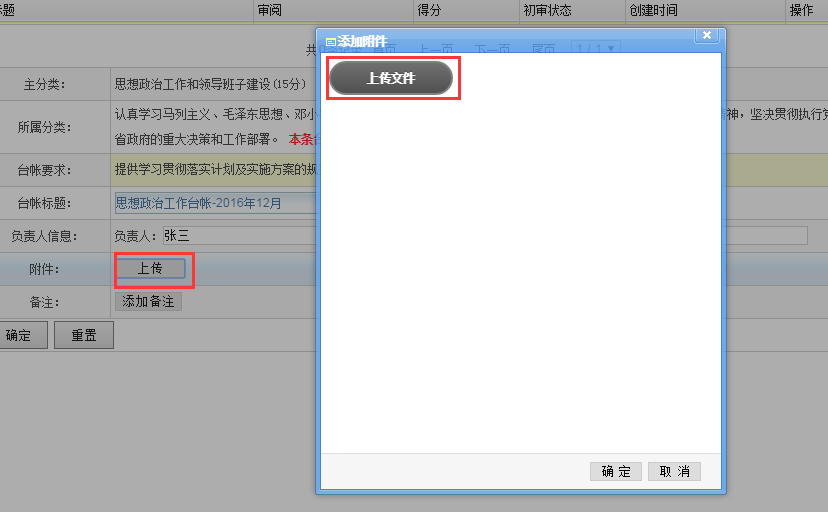 标题 审阅 得分 初审状态 创建时间 操作
添加附件
共 首页 上一页 下一页 尾页 1 / 1
上传文件
主分类： 思想政治工作和领导班子建设(15分)
所属分类： 认真学习马列主义、毛泽东思想、邓小 神，坚决贯彻执行党
省政府的重大决策和工作部署。 本条台
台帐要求： 提供学习贯彻落实计划及实施方案的规
台帐标题： 思想政治工作台帐-2016年12月
负责人信息： 负责人：张三
附件： 上传
备注： 添加备注
确定 重置
确 定 取 消